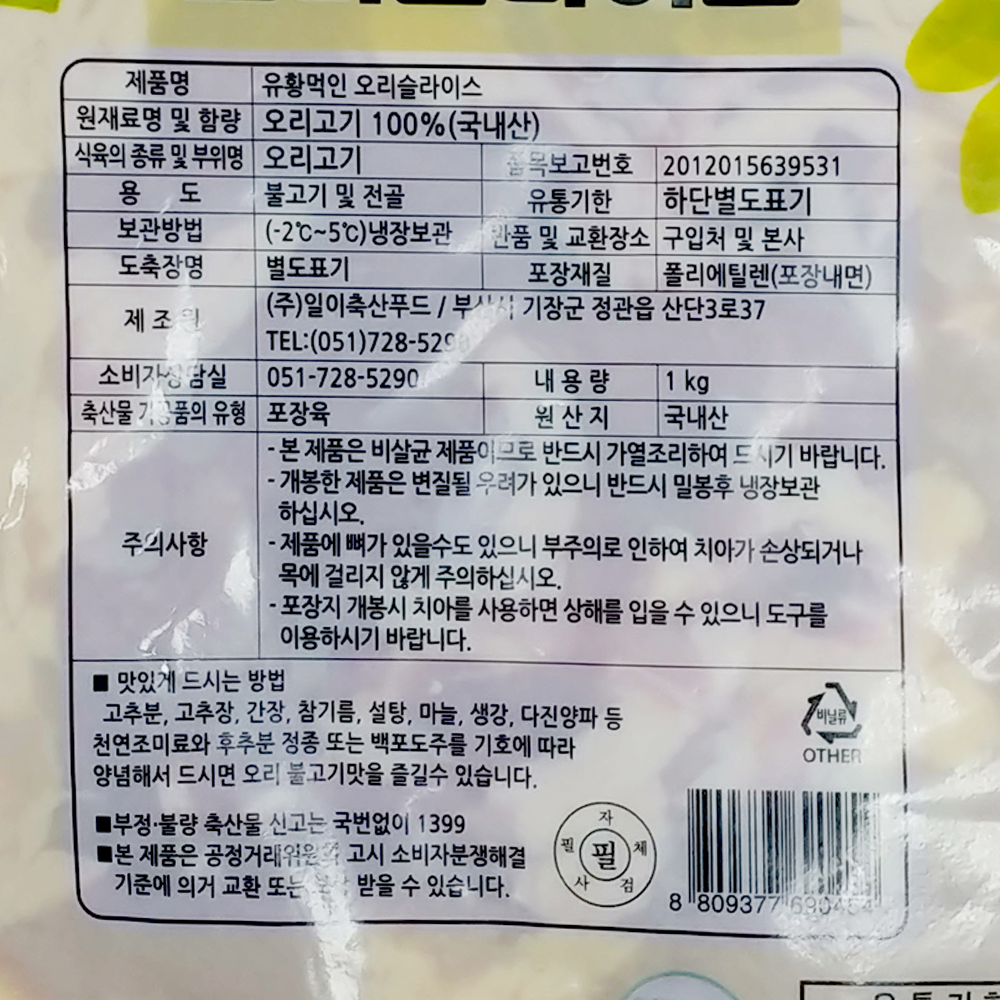 제품명 유황먹인 오리슬라이스
원재료명 및 함량 오리고기 100%(국내산)
식육의 종류 및 부위명 오리고기 품목보고번호 2012015639531
용 도 불고기 및 전골 유통기한 하단별도표기
보관방법 (-2℃~5℃)냉장보관 반품 및 교환장소 구입처 및 본사
도축장명 별도표기 포장재질 폴리에틸렌(포장내면)
제 조 원 (주)일이축산푸드 / 부산시 기장군 정관읍 산단3로37
TEL:(051)728-5290
소비자상담실 051-728-5290 내 용 량 1 kg
축산물 가공품의 유형 포장육 원 산 지 국내산
주의사항
- 본 제품은 비살균 제품이므로 반드시 가열조리하여 드시기 바랍니다.
- 개봉한 제품은 변질될 우려가 있으니 반드시 밀봉후 냉장보관
하십시오.
- 제품에 뼈가 있을수도 있으니 부주의로 인하여 치아가 손상되거나
목에 걸리지 않게 주의하십시오.
- 포장지 개봉시 치아를 사용하면 상해를 입을 수 있으니 도구를
이용하시기 바랍니다.
■ 맛있게 드시는 방법
고추분, 고추장, 간장, 참기름, 설탕, 마늘, 생강, 다진양파 등
천연조미료와 후추분 정종 또는 백포도주를 기호에 따라
양념해서 드시면 오리 불고기맛을 즐길수 있습니다.
비닐류
OTHER
■부정·불량 축산물 신고는 국번없이 1399
■본 제품은 공정거래위원회 고시 소비자분쟁해결
기준에 의거 교환 또는 받을 수 있습니다.
자
필 필 체
사 검
8 809377 690454